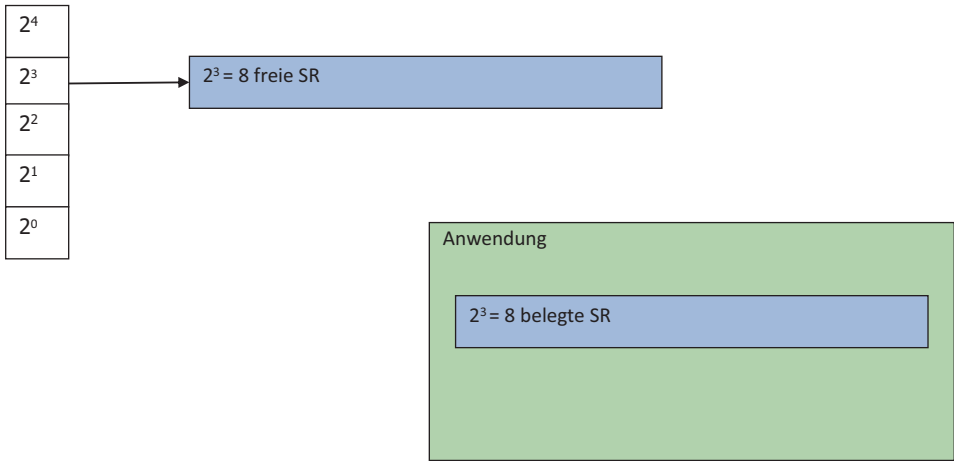 2⁴
2³
2³ = 8 freie SR
2²
2¹
2⁰
Anwendung
2³ = 8 belegte SR